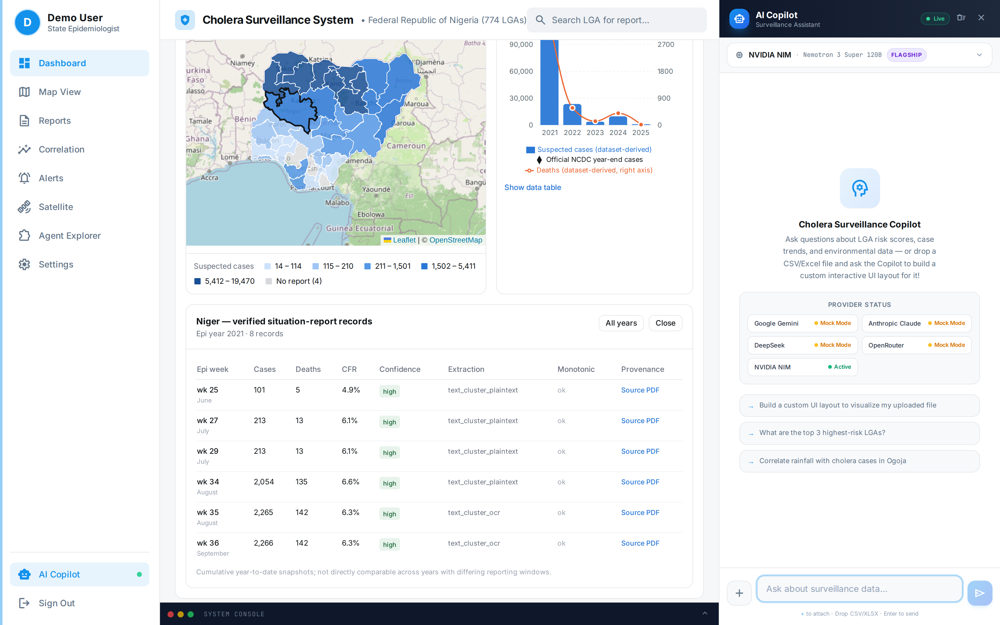 D
Demo User
State Epidemiologist
Dashboard
Map View
Reports
Correlation
Alerts
Satellite
Agent Explorer
Settings
AI Copilot
Sign Out
Cholera Surveillance System • Federal Republic of Nigeria (774 LGAs)
Search LGA for report...
Niamey
Katsina
N'Djaména
انجمينا
Batha
urkina
Faso
Borno
Kano
ulasso
Bauchi
Maroua
Niger
Tamale
Bénin
Ilorin
Nigeria
Garoua
Ghana
Ibadan
Makurdi
Cameroun
masi
Lomé
Bamenda
Accra
Port Harcourt
Bangu
Yaoundé
Est
Malabo
Ebolowa
Guinea Ecuatorial
Leaflet | © OpenStreetMap
Suspected cases 14 – 114 115 – 210 211 – 1,501 1,502 – 5,411
5,412 – 19,470 No report (4)
90,000 2700
60,000 1800
30,000 900
0 0
2021 2022 2023 2024 2025
Suspected cases (dataset-derived)
Official NCDC year-end cases
Deaths (dataset-derived, right axis)
Show data table
Niger — verified situation-report records
Epi year 2021 · 8 records
All years
Close
Epi week Cases Deaths CFR Confidence Extraction Monotonic Provenance
wk 25 101 5 4.9% high text_cluster_plaintext ok Source PDF
June
wk 27 213 13 6.1% high text_cluster_plaintext ok Source PDF
July
wk 29 213 13 6.1% high text_cluster_plaintext ok Source PDF
July
wk 34 2,054 135 6.6% high text_cluster_plaintext ok Source PDF
August
wk 35 2,265 142 6.3% high text_cluster_ocr ok Source PDF
August
wk 36 2,266 142 6.3% high text_cluster_ocr ok Source PDF
September
Cumulative year-to-date snapshots; not directly comparable across years with differing reporting windows.
SYSTEM CONSOLE
AI Copilot
Surveillance Assistant
Live
NVIDIA NIM · Nemotron 3 Super 120B FLAGSHIP
Cholera Surveillance Copilot
Ask questions about LGA risk scores, case
trends, and environmental data — or drop a
CSV/Excel file and ask the Copilot to build a
custom interactive UI layout for it!
PROVIDER STATUS
Google Gemini Mock Mode
Anthropic Claude Mock Mode
DeepSeek Mock Mode
OpenRouter Mock Mode
NVIDIA NIM Active
→ Build a custom UI layout to visualize my uploaded file
→ What are the top 3 highest-risk LGAs?
→ Correlate rainfall with cholera cases in Ogoja
+
Ask about surveillance data...
+ to attach · Drop CSV/XLSX · Enter to send